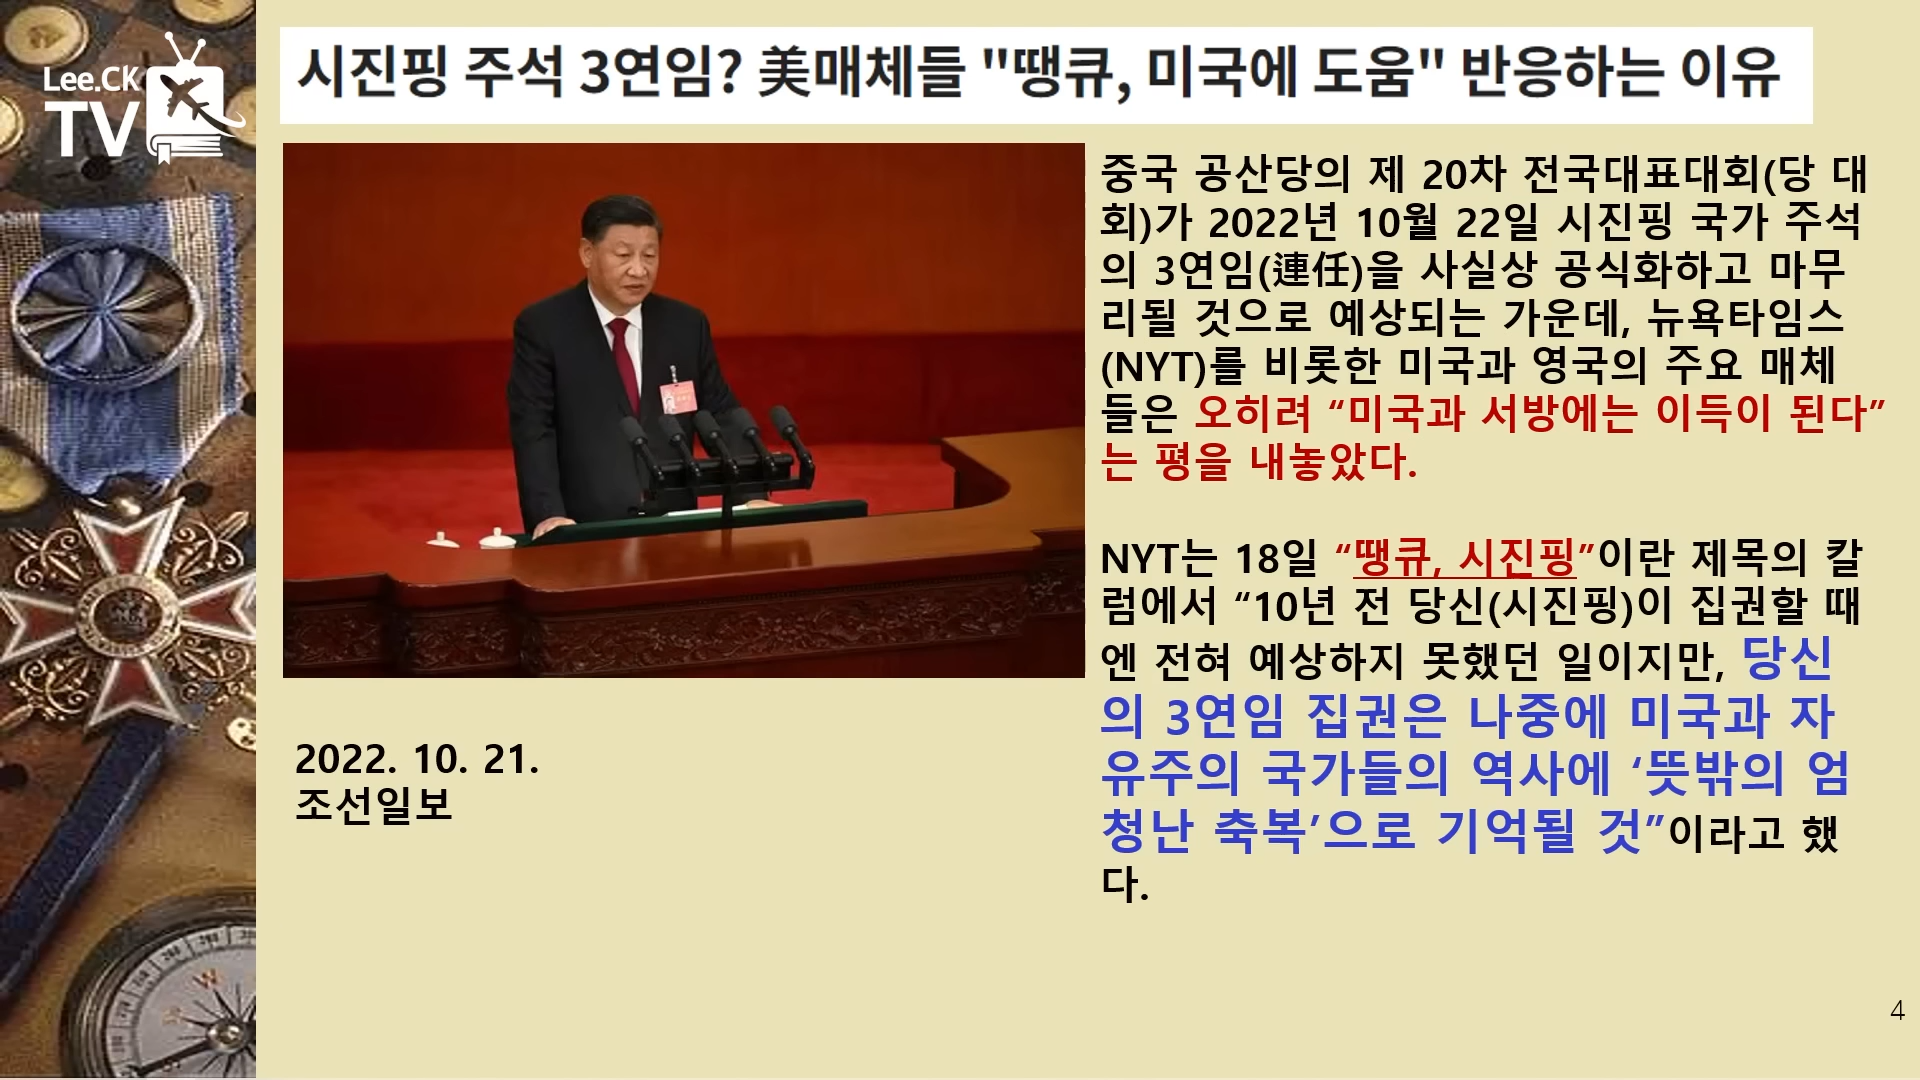 Lee.CK
TV
시진핑 주석 3연임? 美매체들 "땡큐, 미국에 도움" 반응하는 이유
중국 공산당의 제 20차 전국대표대회(당 대
회)가 2022년 10월 22일 시진핑 국가 주석
의 3연임(連任)을 사실상 공식화하고 마무
리될 것으로 예상되는 가운데, 뉴욕타임스
(NYT)를 비롯한 미국과 영국의 주요 매체
들은 오히려 “미국과 서방에는 이득이 된다”
는 평을 내놓았다.
NYT는 18일 “땡큐, 시진핑”이란 제목의 칼
럼에서 “10년 전 당신(시진핑)이 집권할 때
엔 전혀 예상하지 못했던 일이지만, 당신
의 3연임 집권은 나중에 미국과 자
유주의 국가들의 역사에 ‘뜻밖의 엄
청난 축복’으로 기억될 것”이라고 했
다.
2022. 10. 21.
조선일보
W
4